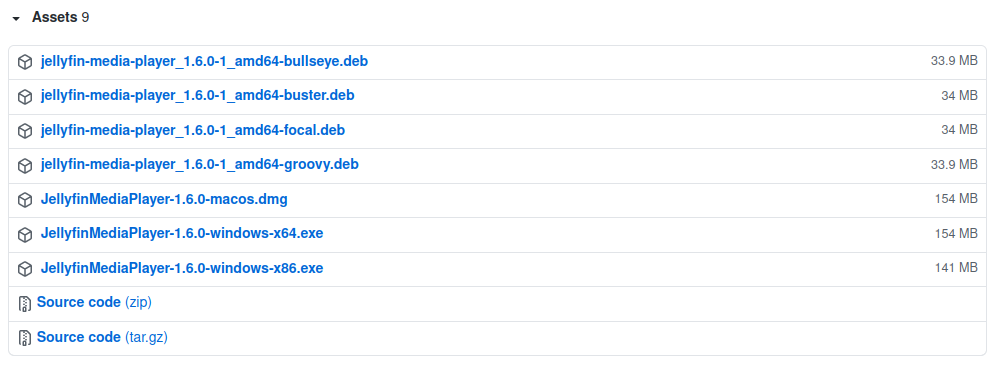 Assets 9
jellyfin-media-player_1.6.0-1_amd64-bullseye.deb 33.9 MB
jellyfin-media-player_1.6.0-1_amd64-buster.deb 34 MB
jellyfin-media-player_1.6.0-1_amd64-focal.deb 34 MB
jellyfin-media-player_1.6.0-1_amd64-groovy.deb 33.9 MB
JellyfinMediaPlayer-1.6.0-macos.dmg 154 MB
JellyfinMediaPlayer-1.6.0-windows-x64.exe 154 MB
JellyfinMediaPlayer-1.6.0-windows-x86.exe 141 MB
Source code (zip)
Source code (tar.gz)